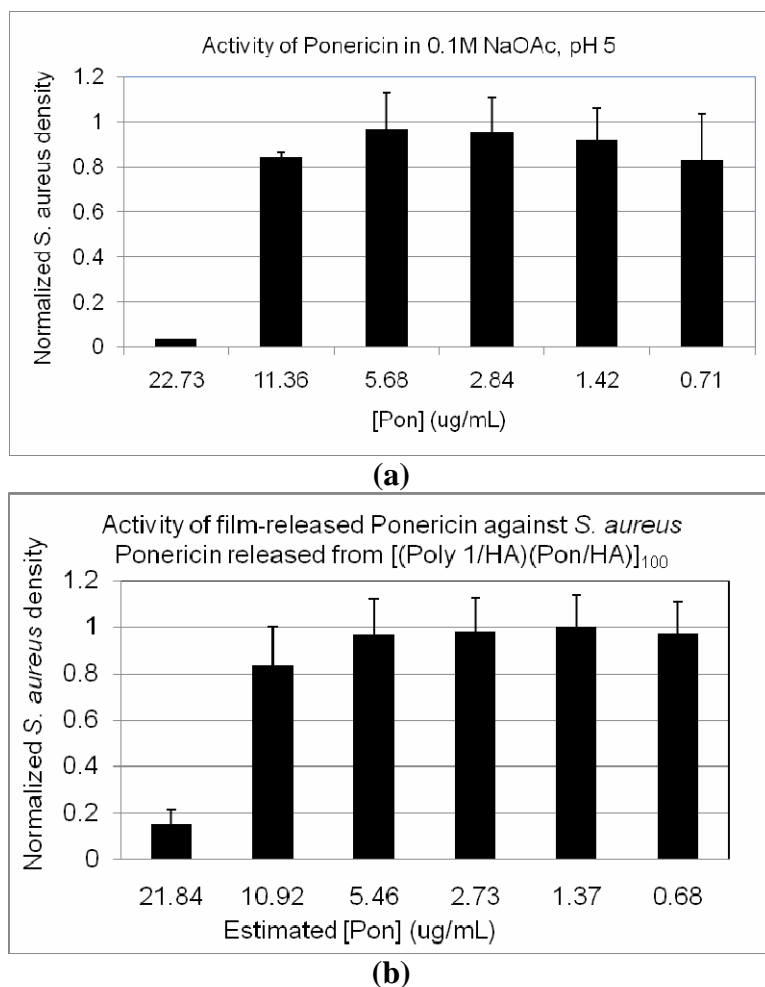 Activity of Ponericin in 0.1M NaOAc, pH 5
Normalized S. aureus density
1.2
1
0.8
0.6
0.4
0.2
0
22.73 11.36 5.68 2.84 1.42 0.71
[Pon] (ug/mL)
(a)
Activity of film-released Ponericin against S. aureus
Ponericin released from [(Poly 1/HA)(Pon/HA)]100
Normalized S. aureus density
1.2
1
0.8
0.6
0.4
0.2
0
21.84 10.92 5.46 2.73 1.37 0.68
Estimated [Pon] (ug/mL)
(b)